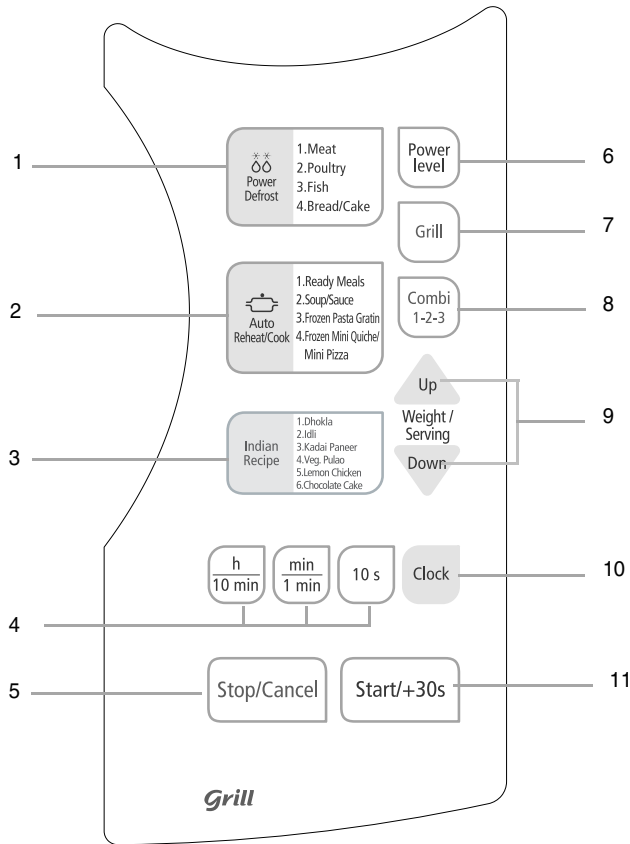 1
Power
Defrost
1.Meat
2.Poultry
3.Fish
4.Bread/Cake
Power
level
6
Grill
7
2
Auto
Reheat/Cook
1.Ready Meals
2.Soup/Sauce
3.Frozen Pasta Gratin
4.Frozen Mini Quiche/
Mini Pizza
Combi
1-2-3
8
Up
Weight /
Serving
Down
9
3
Indian
Recipe
1.Dhokla
2.Idli
3.Kadai Paneer
4.Veg. Pulao
5.Lemon Chicken
6.Chocolate Cake
h
10 min
min
1 min
10 s
Clock
10
4
5
Stop/Cancel
Start/+30s
11
Grill